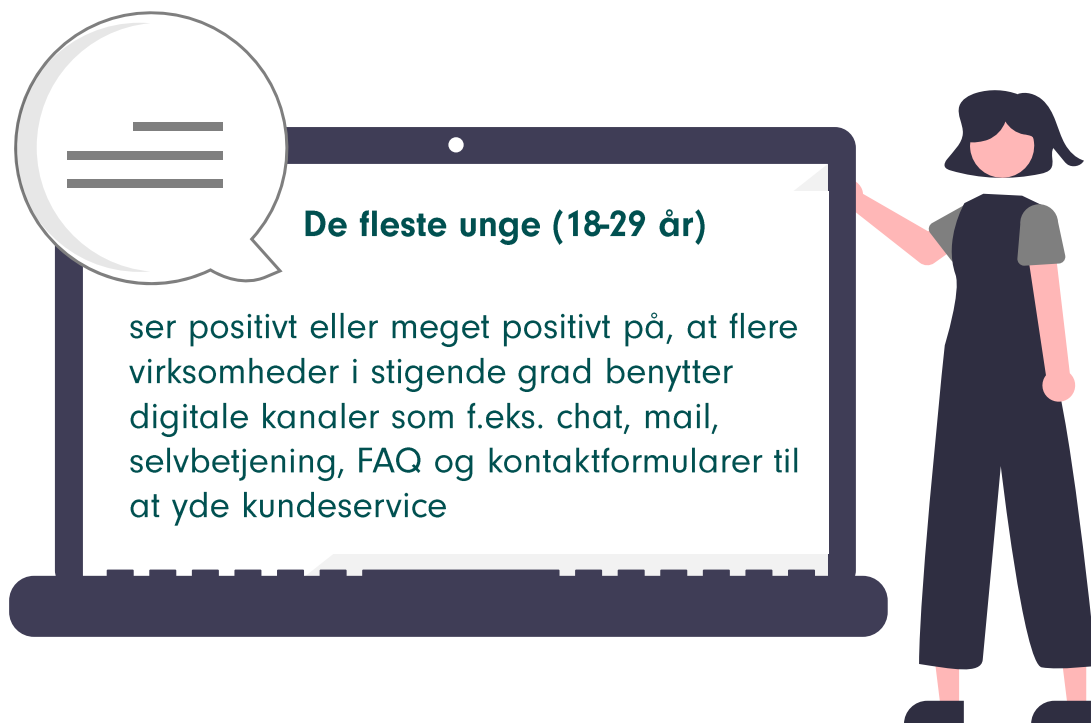 De fleste unge (18-29 år)
ser positivt eller meget positivt på, at flere
virksomheder i stigende grad benytter
digitale kanaler som f.eks. chat, mail,
selvbetjening, FAQ og kontaktformularer til
at yde kundeservice